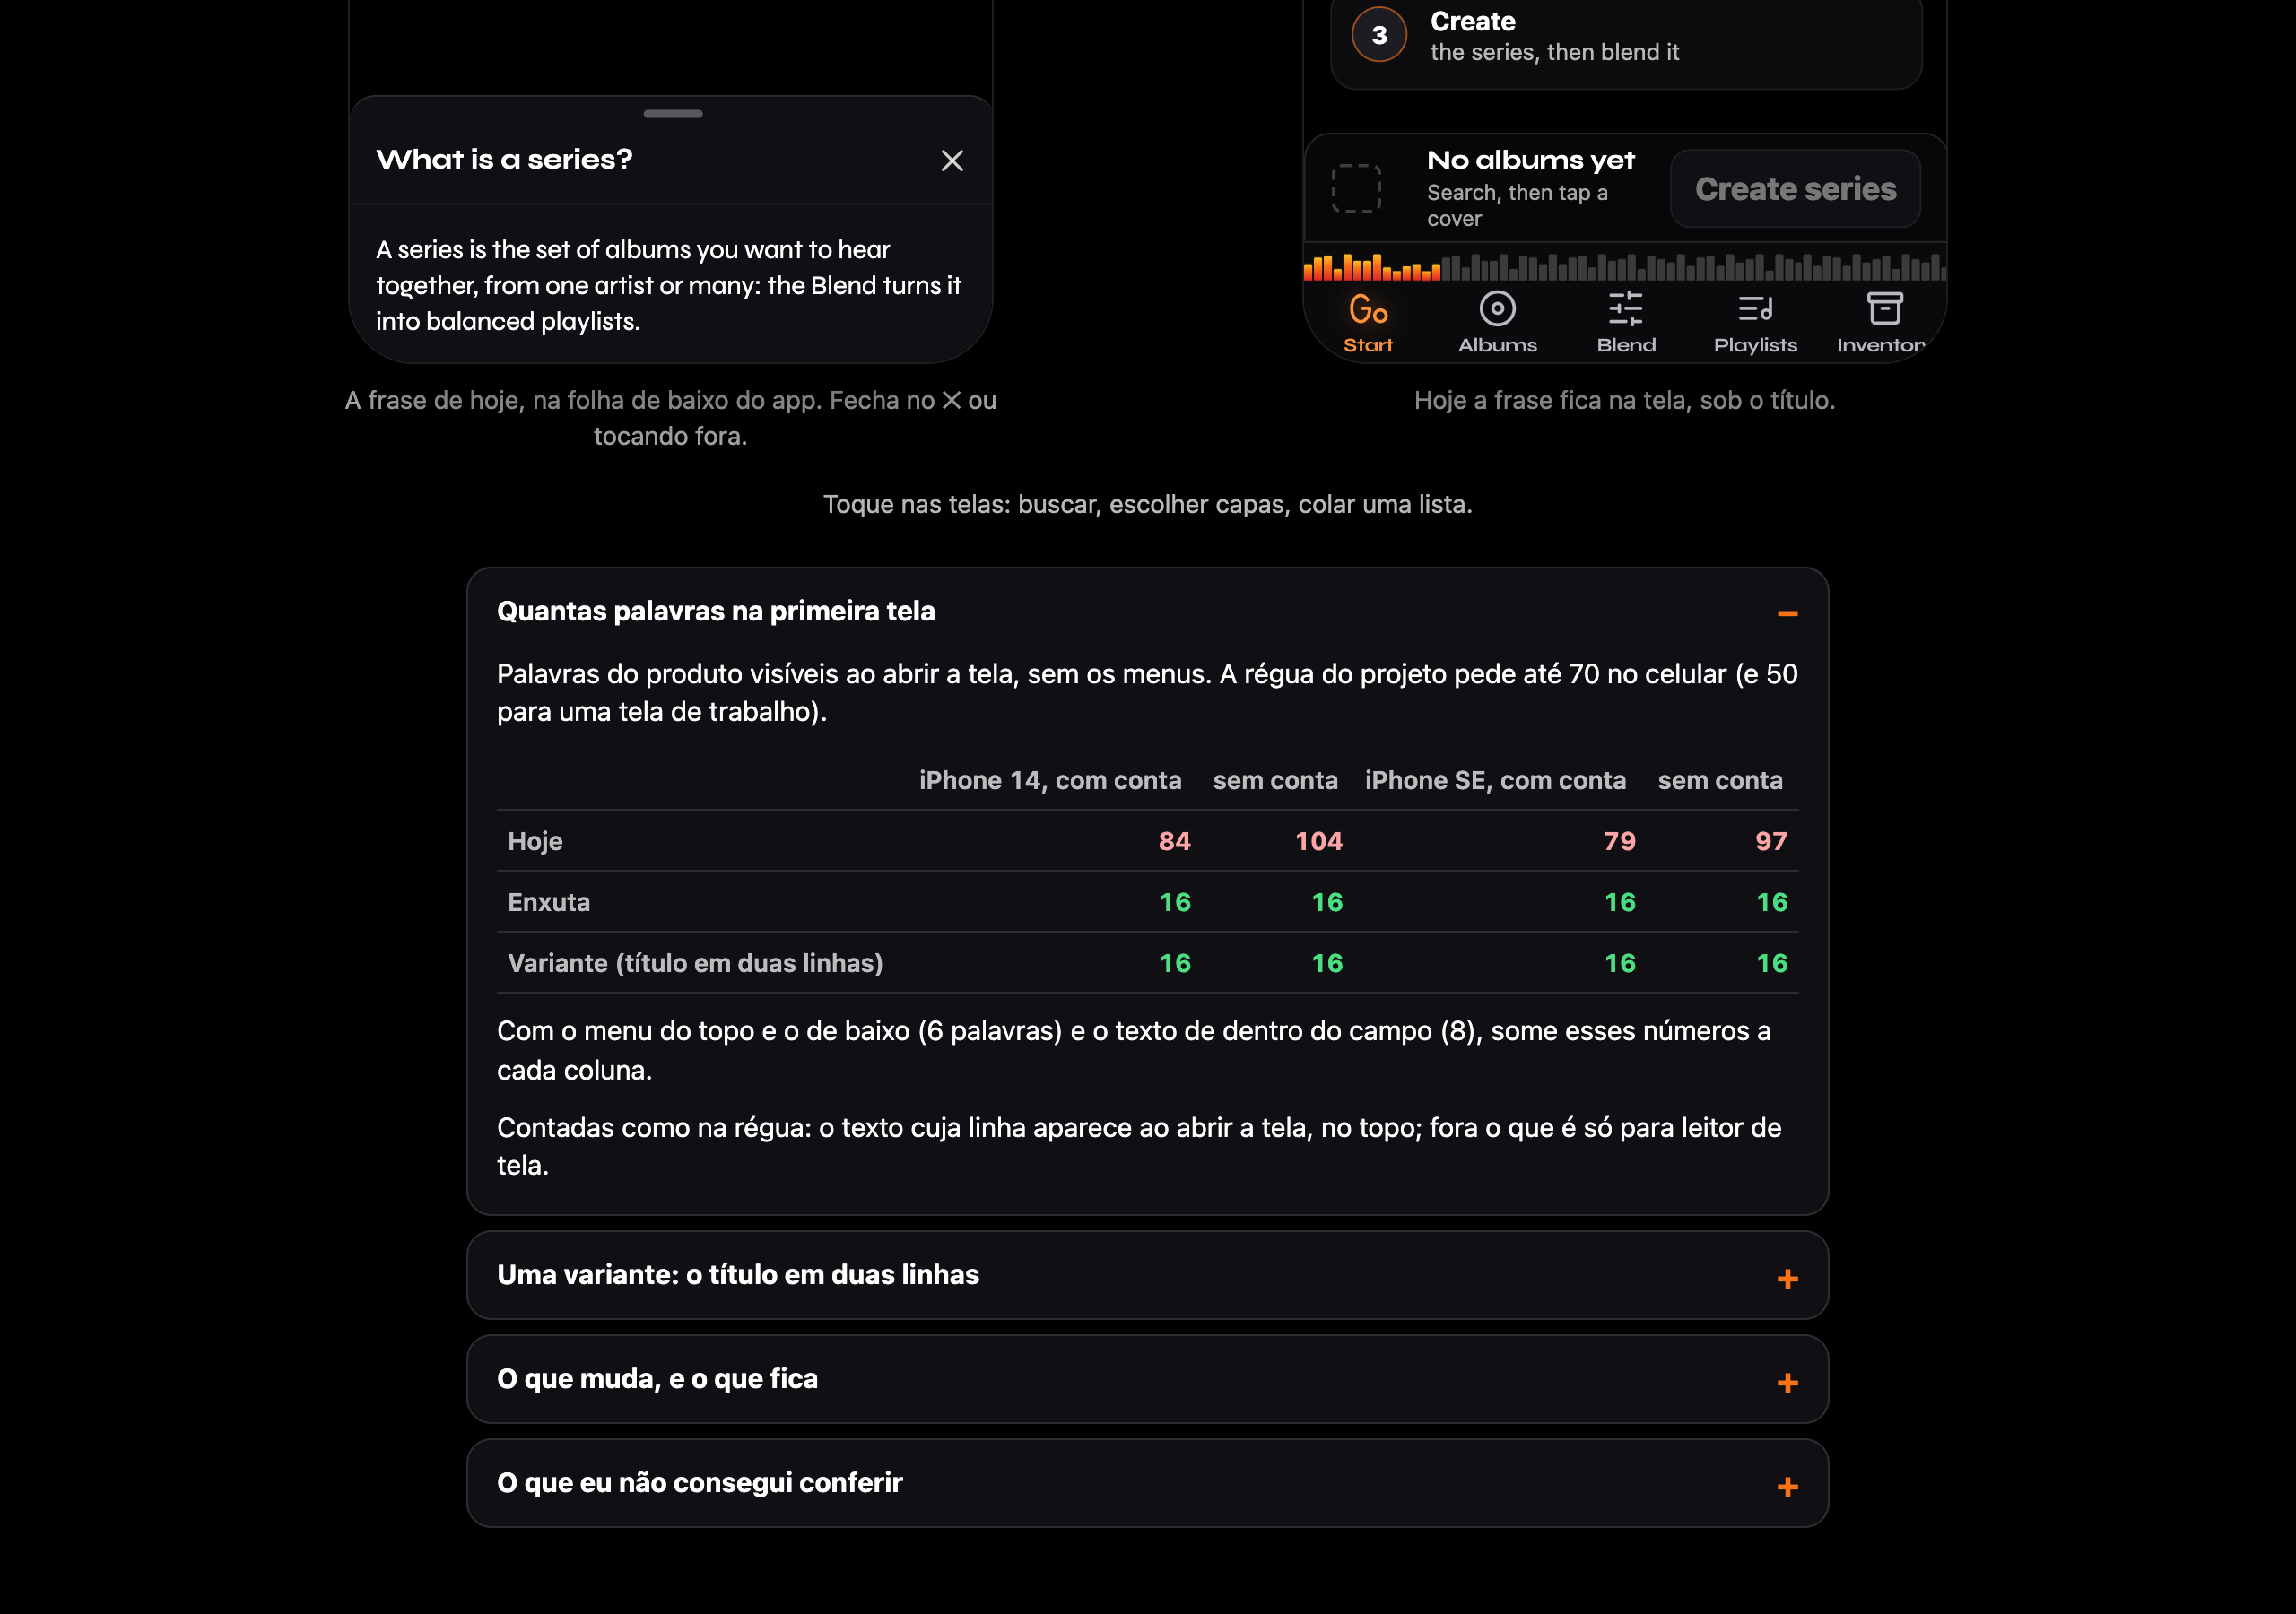 What is a series?
A series is the set of albums you want to hear
together, from one artist or many: the Blend turns it
into balanced playlists.
A frase de hoje, na folha de baixo do app. Fecha no ✕ ou
tocando fora.
3
Create
the series, then blend it
No albums yet
Search, then tap a
cover
Create series
Go
Start
Albums
Blend
Playlists
Inventory
Hoje a frase fica na tela, sob o título.
Toque nas telas: buscar, escolher capas, colar uma lista.
Quantas palavras na primeira tela
Palavras do produto visíveis ao abrir a tela, sem os menus. A régua do projeto pede até 70 no celular (e 50
para uma tela de trabalho).
iPhone 14, com conta sem conta iPhone SE, com conta sem conta
Hoje 84 104 79 97
Enxuta 16 16 16 16
Variante (título em duas linhas) 16 16 16 16
Com o menu do topo e o de baixo (6 palavras) e o texto de dentro do campo (8), some esses números a
cada coluna.
Contadas como na régua: o texto cuja linha aparece ao abrir a tela, no topo; fora o que é só para leitor de
tela.
Uma variante: o título em duas linhas
O que muda, e o que fica
O que eu não consegui conferir